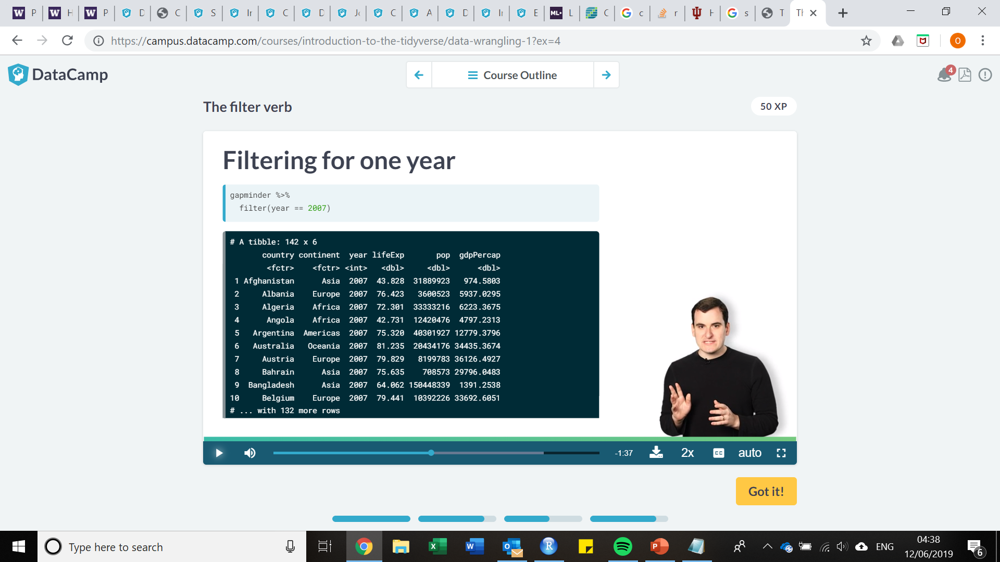 P H P D C S In C D Jo C A D In E L C c r H s T Th
https://campus.datacamp.com/courses/introduction-to-the-tidyverse/data-wrangling-1?ex=4
O
DataCamp
Course Outline
4
The filter verb
50 XP
Filtering for one year
gapminder %>%
filter(year == 2007)
# A tibble: 142 x 6
country continent year lifeExp pop gdpPercap
<fctr> <fctr> <int> <dbl> <dbl> <dbl>
1 Afghanistan Asia 2007 43.828 31889923 974.5803
2 Albania Europe 2007 76.423 3600523 5937.0295
3 Algeria Africa 2007 72.301 33333216 6223.3675
4 Angola Africa 2007 42.731 12420476 4797.2313
5 Argentina Americas 2007 75.320 40301927 12779.3796
6 Australia Oceania 2007 81.235 20434176 34435.3674
7 Austria Europe 2007 79.829 8199783 36126.4927
8 Bahrain Asia 2007 75.635 708573 29796.0483
9 Bangladesh Asia 2007 64.062 150448339 1391.2538
10 Belgium Europe 2007 79.441 10392226 33692.6051
# ... with 132 more rows
-1:37 2x CC auto
Got it!
Type here to search
ENG
04:38
12/06/2019
6